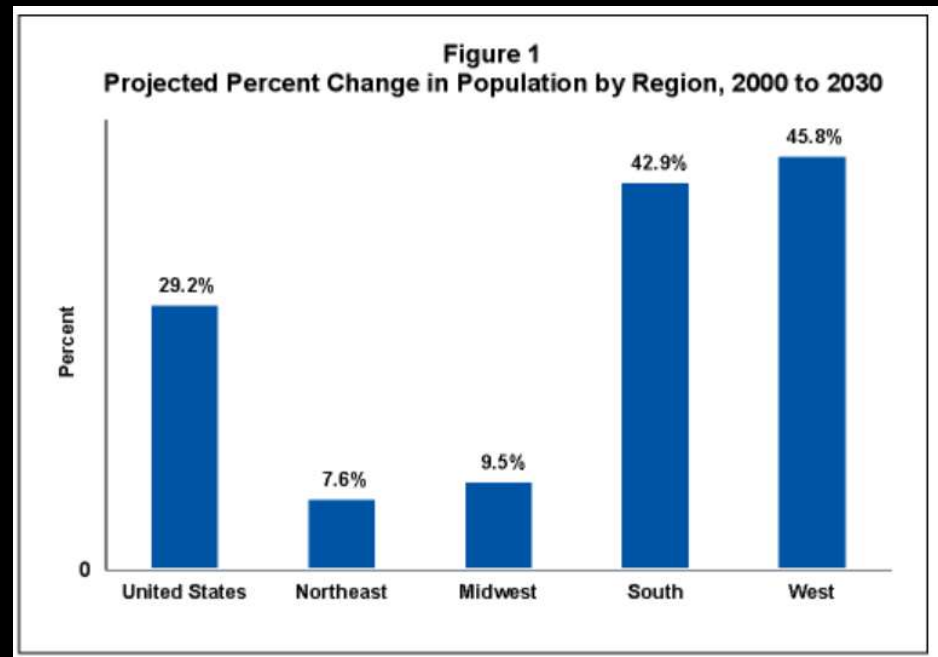 Figure 1
Projected Percent Change in Population by Region, 2000 to 2030
45.8%
42.9%
29.2%
9.5%
7.6%
Percent
0
United States Northeast Midwest South West